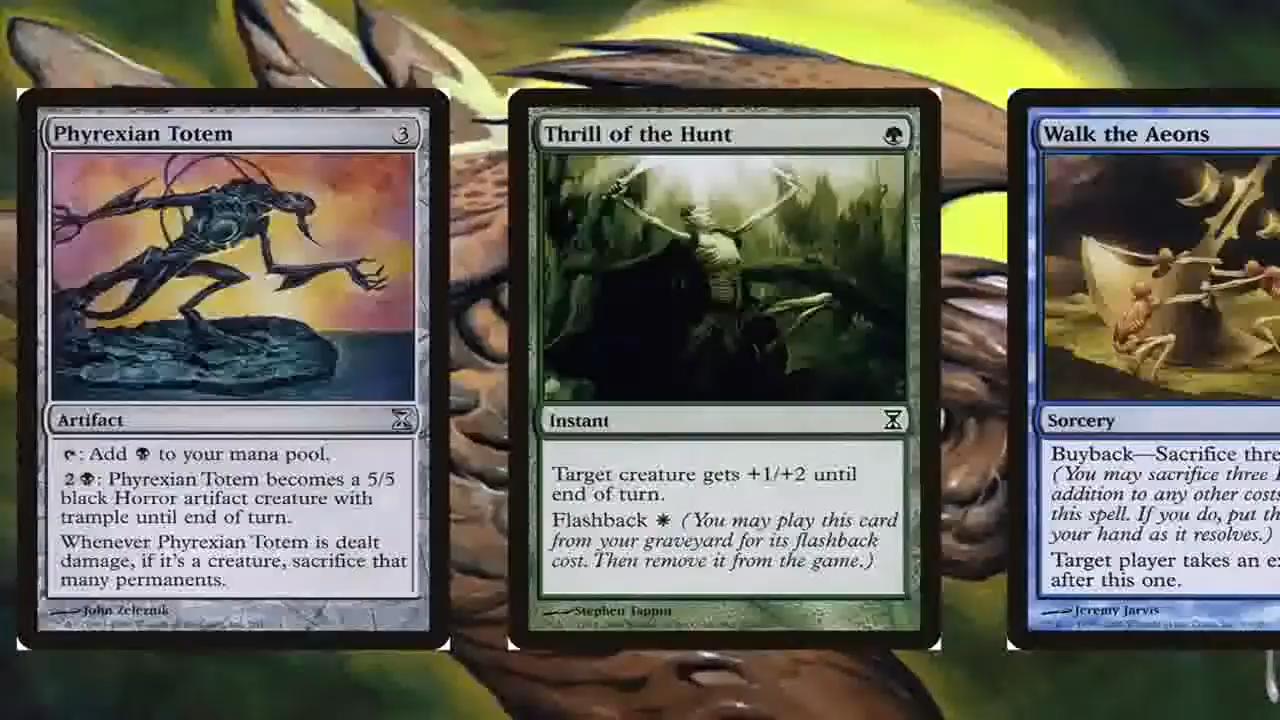 Phyrexian Totem
3
Artifact
: Add to your mana pool.
2 : Phyrexian Totem becomes a 5/5
black Horror artifact creature with
trample until end of turn.
Whenever Phyrexian Totem is dealt
damage, if it's a creature, sacrifice that
many permanents.
John Zeleznik
Thrill of the Hunt
Instant
Target creature gets +1/+2 until
end of turn.
Flashback (You may play this card
from your graveyard for its flashback
cost. Then remove it from the game.)
Stephen Tappin
Walk the Aeons
Sorcery
Buyback—Sacrifice thre
(You may sacrifice three
addition to any other cost
this spell. If you do, put th
your hand as it resolves.)
Target player takes an ex
after this one.
Jeremy Jarvis